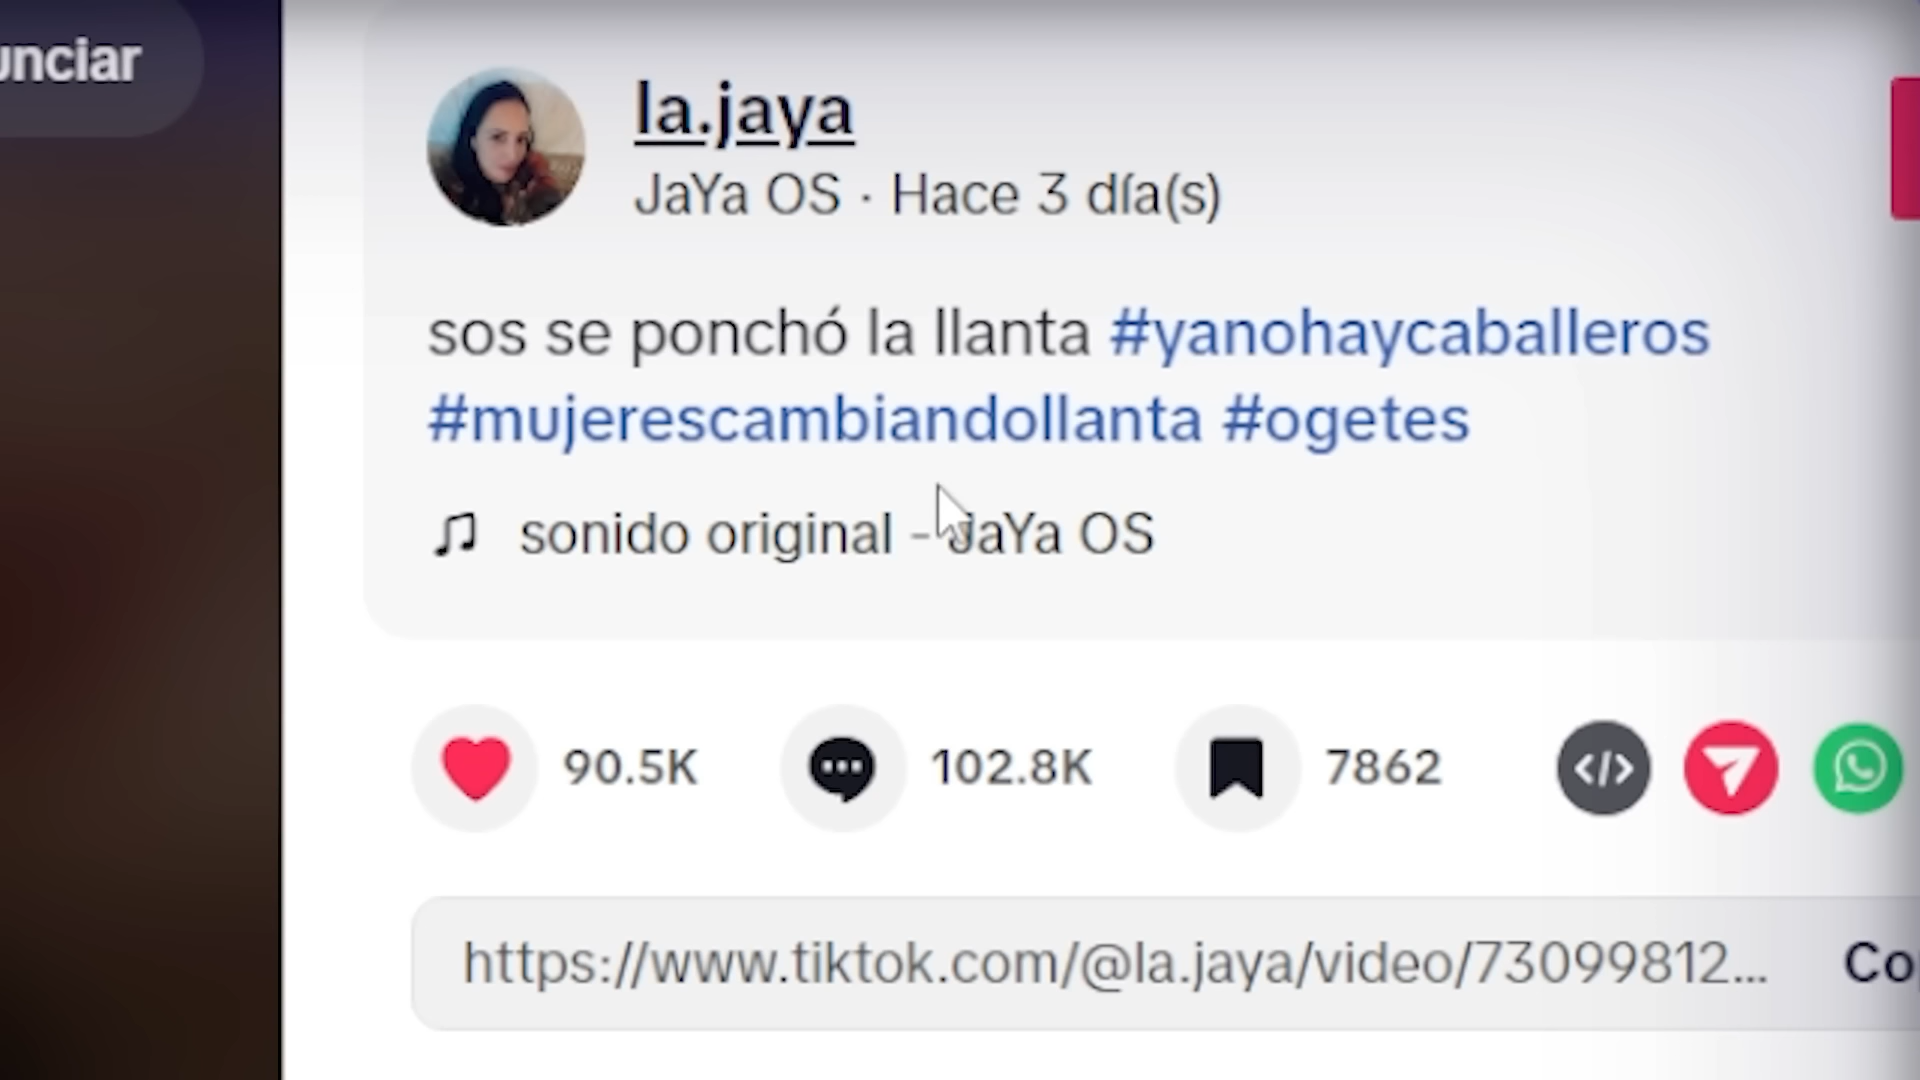 unciar
la.jaya
JaYa OS · Hace 3 día(s)
sos se ponchó la llanta #yanohaycaballeros
#mujerescambiandollanta #ogetes
sonido original - JaYa OS
90.5K 102.8K 7862
https://www.tiktok.com/@la.jaya/video/73099812...
Co